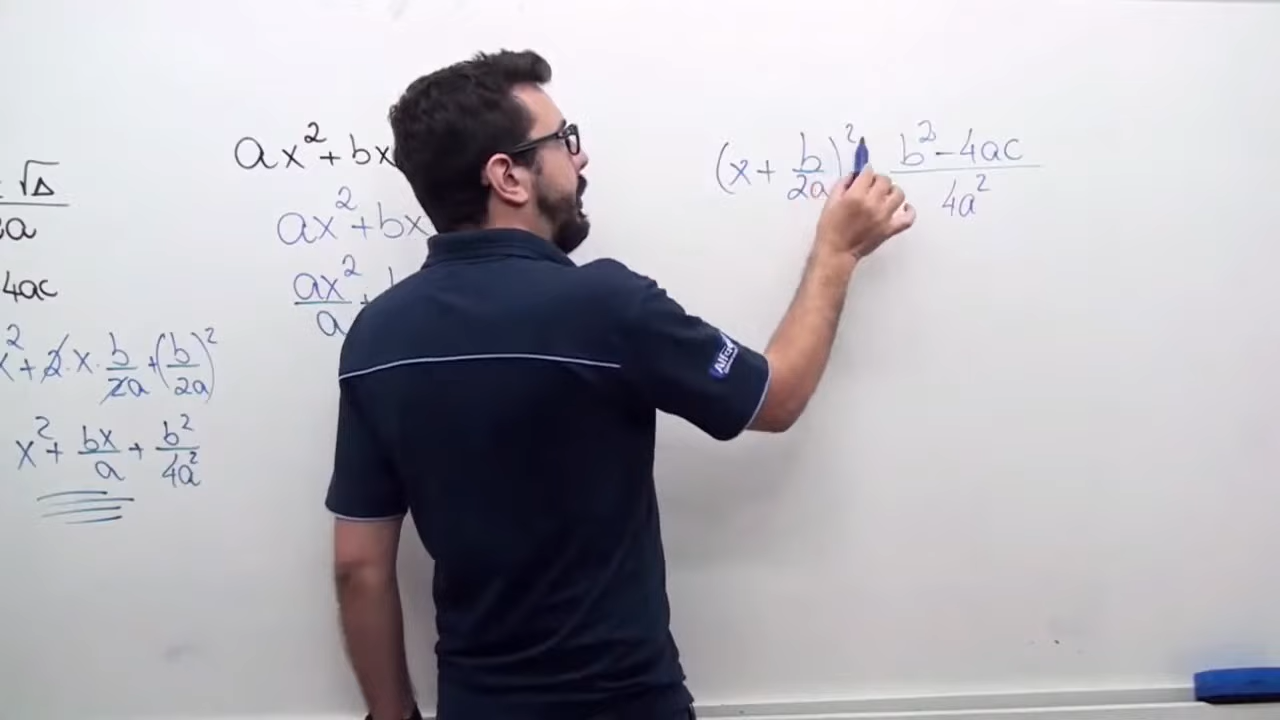 √Δ
a
4ac
x² + 2·x·b/2a + (b/2a)²
x² + bx/a + b²/4a²
ax² + bx
ax² + bx
ax²/a +
(x + b/2a)² b² - 4ac/4a²